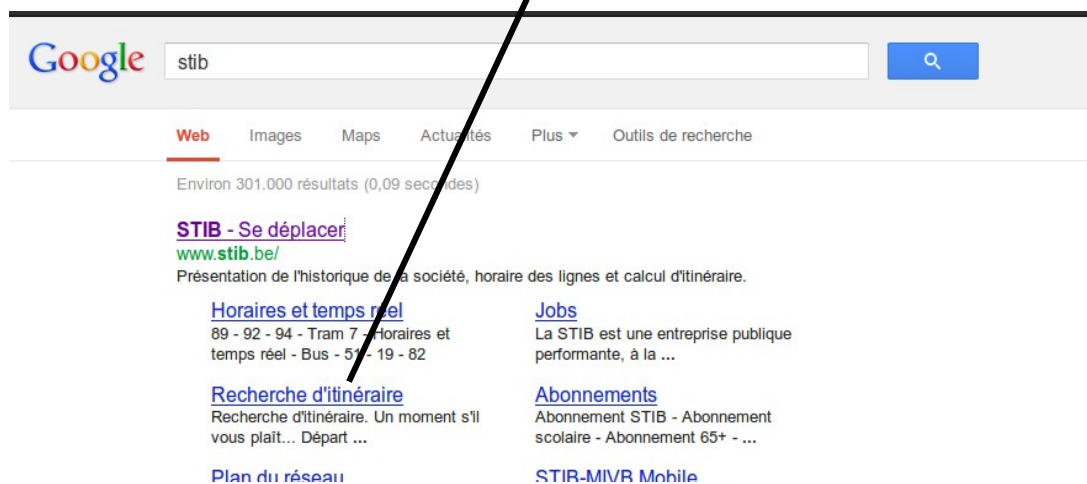 Google stib
Web Images Maps Actualités Plus Outils de recherche
Environ 301.000 résultats (0,09 secondes)
STIB - Se déplacer
www.stib.be/
Présentation de l'historique de la société, horaire des lignes et calcul d'itinéraire.
Horaires et temps réel
89 - 92 - 94 - Tram 7 - Horaires et
temps réel - Bus - 51 - 19 - 82
Jobs
La STIB est une entreprise publique
performante, à la ...
Recherche d'itinéraire
Recherche d'itinéraire. Un moment s'il
vous plaît... Départ ...
Abonnements
Abonnement STIB - Abonnement
scolaire - Abonnement 65+ - ...
Plan du réseau
STIB-MIVB Mobile